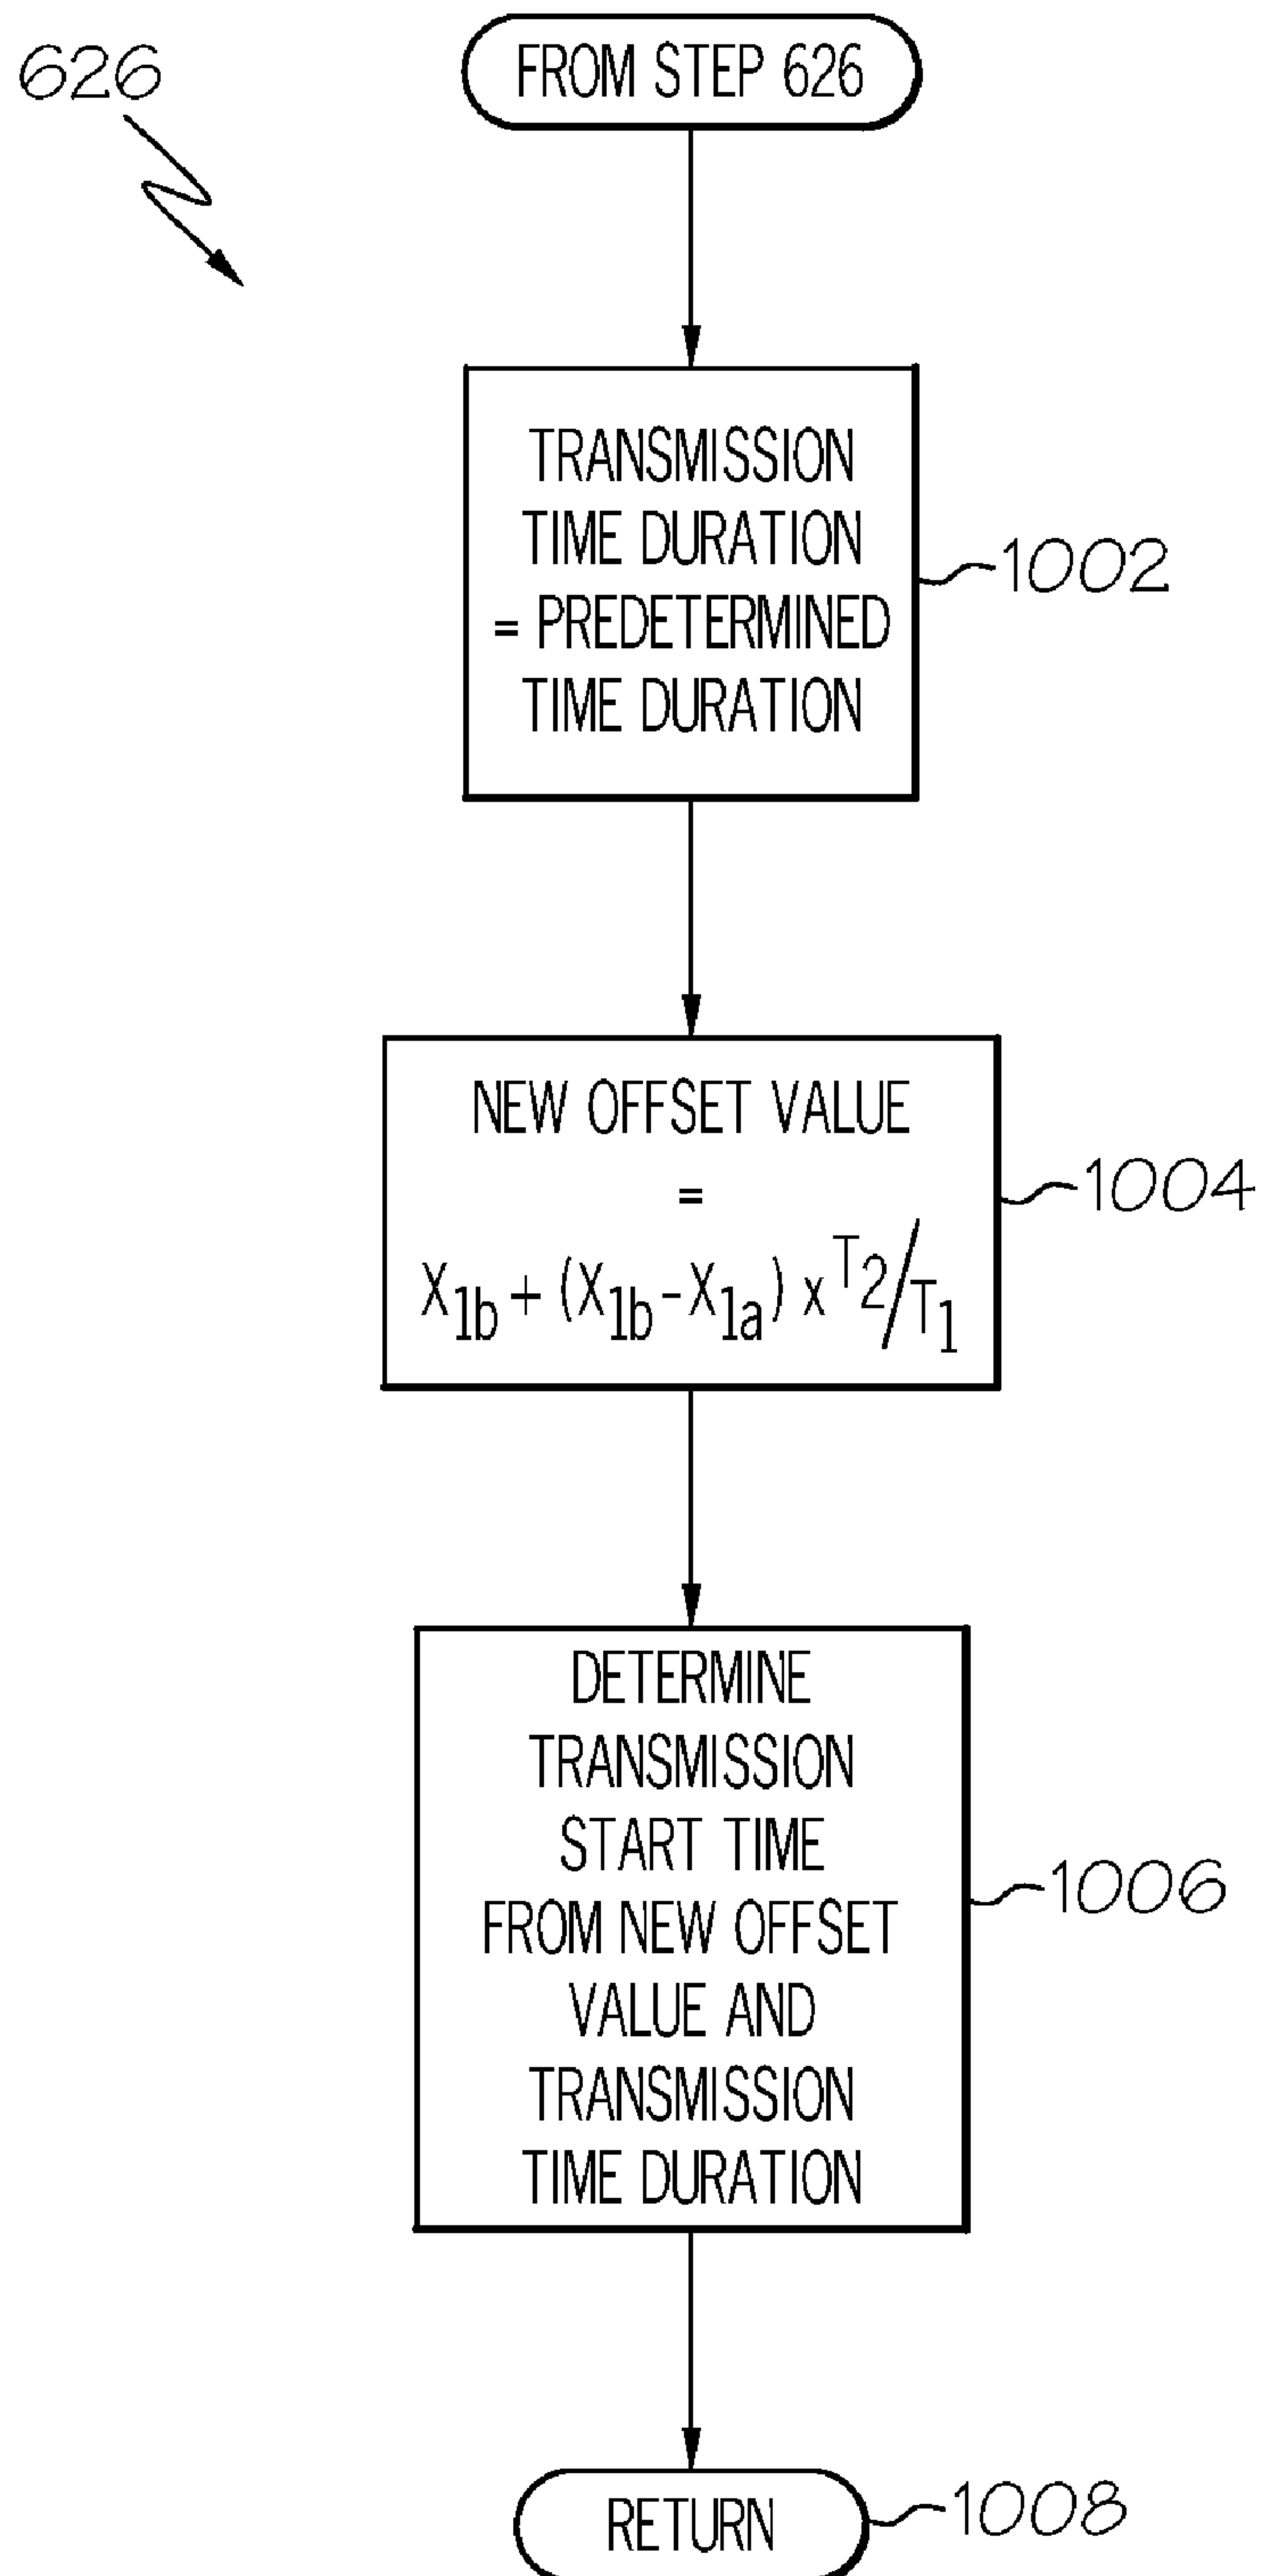 626
FROM STEP 626
TRANSMISSION
TIME DURATION
= PREDETERMINED
TIME DURATION
1002
NEW OFFSET VALUE
=
X1b + (X1b - X1a) x T2/T1
1004
DETERMINE
TRANSMISSION
START TIME
FROM NEW OFFSET
VALUE AND
TRANSMISSION
TIME DURATION
1006
RETURN
1008